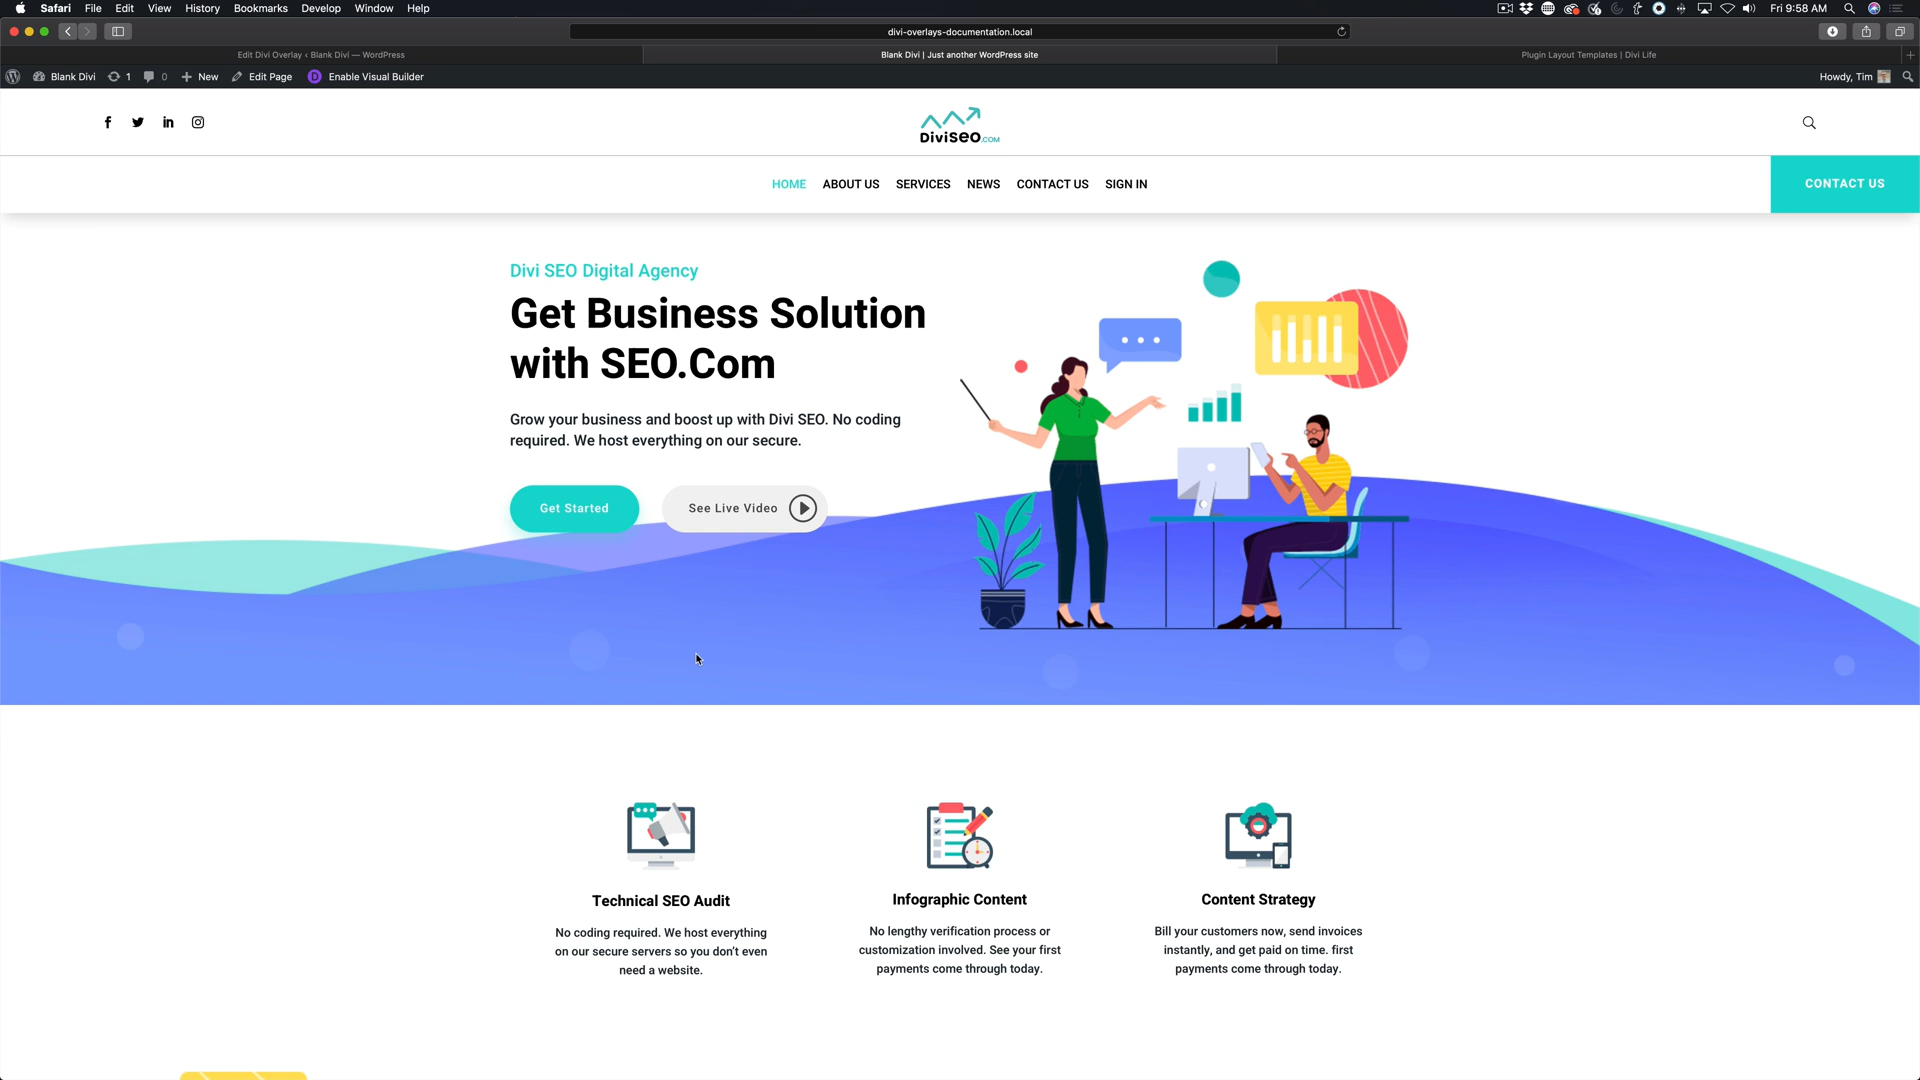 Safari File Edit View History Bookmarks Develop Window Help Fri 9:58 AM
divi-overlays-documentation.local
Edit Divi Overlay ‹ Blank Divi — WordPress Blank Divi | Just another WordPress site Plugin Layout Templates | Divi Life
Blank Divi 1 0 New Edit Page D Enable Visual Builder Howdy, Tim
DiviSEO.COM
HOME ABOUT US SERVICES NEWS CONTACT US SIGN IN CONTACT US
Divi SEO Digital Agency
Get Business Solution
with SEO.Com
Grow your business and boost up with Divi SEO. No coding
required. We host everything on our secure.
Get Started See Live Video
Technical SEO Audit
No coding required. We host everything
on our secure servers so you don't even
need a website.
Infographic Content
No lengthy verification process or
customization involved. See your first
payments come through today.
Content Strategy
Bill your customers now, send invoices
instantly, and get paid on time. first
payments come through today.